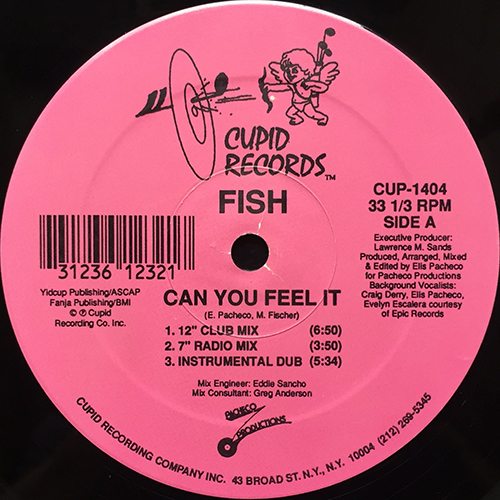 CUPID
RECORDS™
FISH
CUP-1404
33 1/3 RPM
SIDE A
Executive Producer:
Lawrence M. Sands
Produced, Arranged, Mixed
& Edited by Elis Pacheco
for Pacheco Productions
Background Vocalists:
Craig Derry, Elis Pacheco,
Evelyn Escalera courtesy of
Epic Records
31236 12321
Yidcup Publishing/ASCAP
Fanja Publishing/BMI
© ℗ Cupid
Recording Co. Inc.
CAN YOU FEEL IT
(E. Pacheco, M. Fischer)
1. 12" CLUB MIX (6:50)
2. 7" RADIO MIX (3:50)
3. INSTRUMENTAL DUB (5:34)
Mix Engineer: Eddie Sancho
Mix Consultant: Greg Anderson
PACHECO
PRODUCTIONS
CUPID RECORDING COMPANY INC. 43 BROAD ST. N.Y., N.Y. 10004 (212) 269-5345